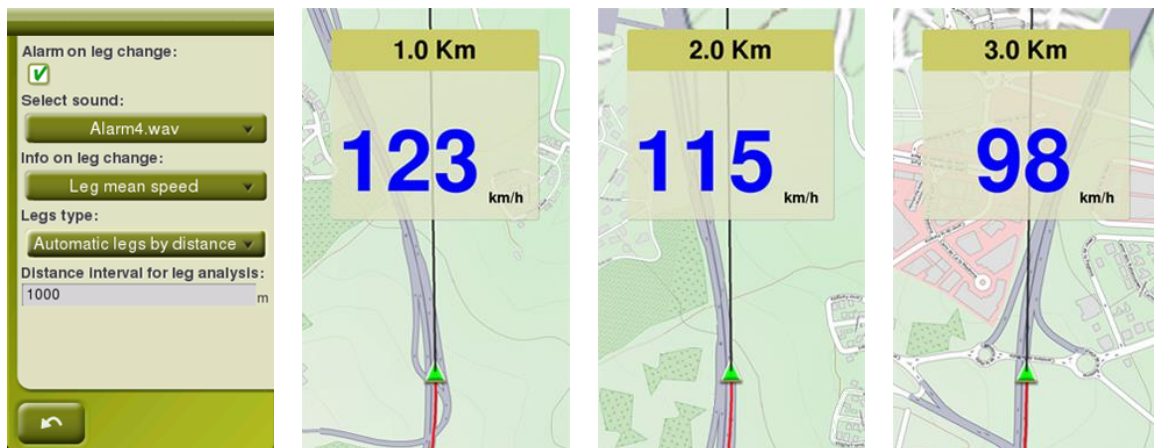 Alarm on leg change:
Select sound:
Alarm4.wav
Info on leg change:
Leg mean speed
Legs type:
Automatic legs by distance
Distance interval for leg analysis:
1000
m
1.0 Km
123
km/h
2.0 Km
115
km/h
3.0 Km
98
km/h